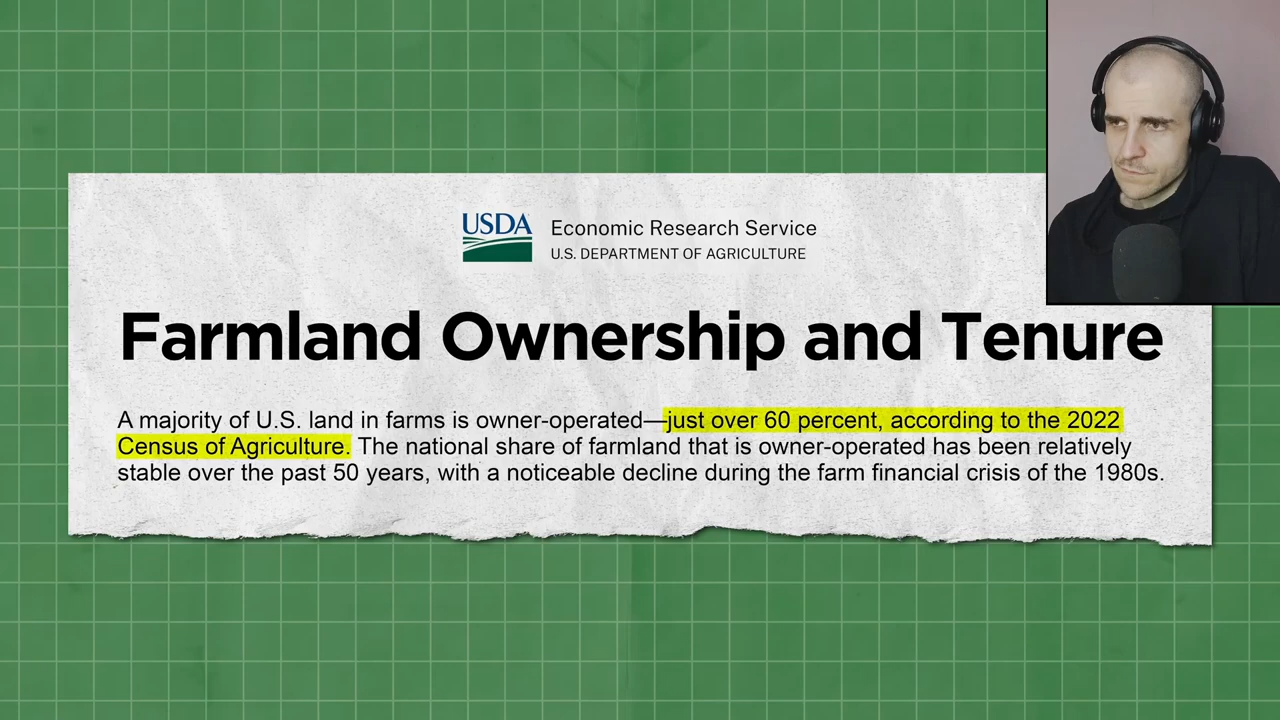 USDA
Economic Research Service
U.S. DEPARTMENT OF AGRICULTURE
Farmland Ownership and Tenure
A majority of U.S. land in farms is owner-operated—just over 60 percent, according to the 2022
Census of Agriculture. The national share of farmland that is owner-operated has been relatively
stable over the past 50 years, with a noticeable decline during the farm financial crisis of the 1980s.